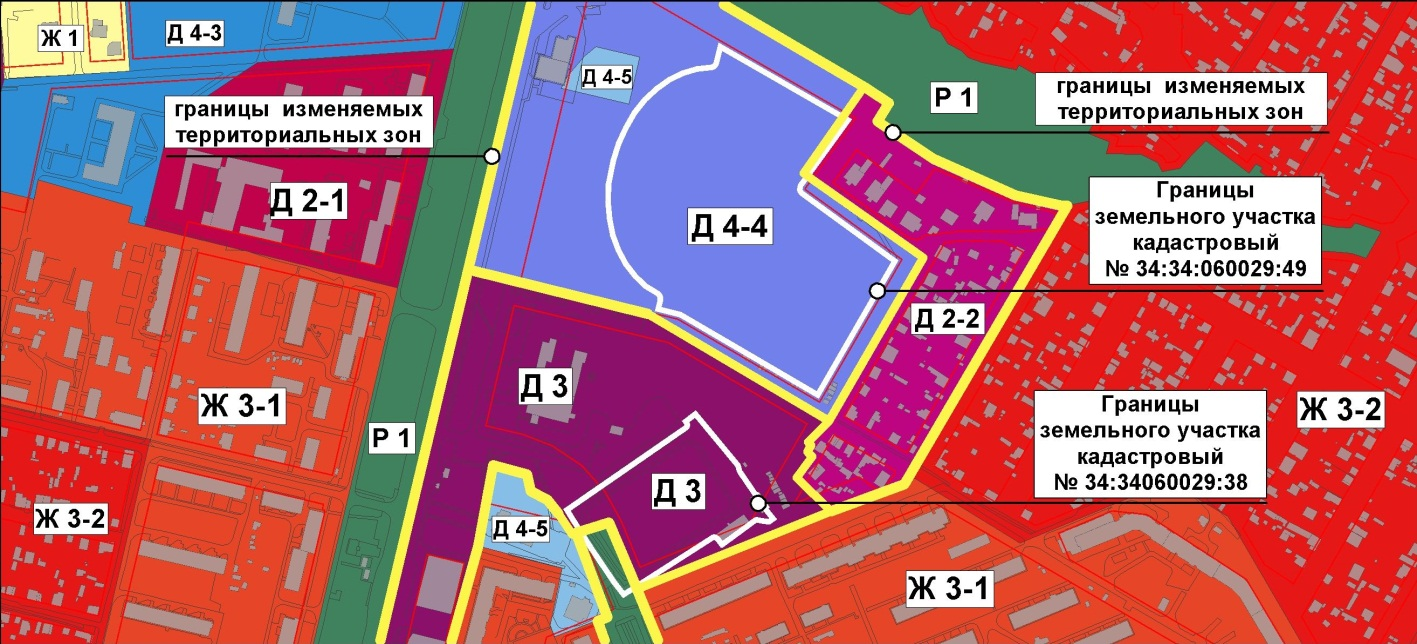 Ж 1
Д 4-3
Д 4-5
Р 1
границы изменяемых
территориальных зон
границы изменяемых
территориальных зон
Д 2-1
Д 4-4
Границы
земельного участка
кадастровый
№ 34:34:060029:49
Д 2-2
Д 3
Ж 3-1
Р 1
Границы
земельного участка
кадастровый
№ 34:34060029:38
Ж 3-2
Д 3
Ж 3-2
Д 4-5
Ж 3-1